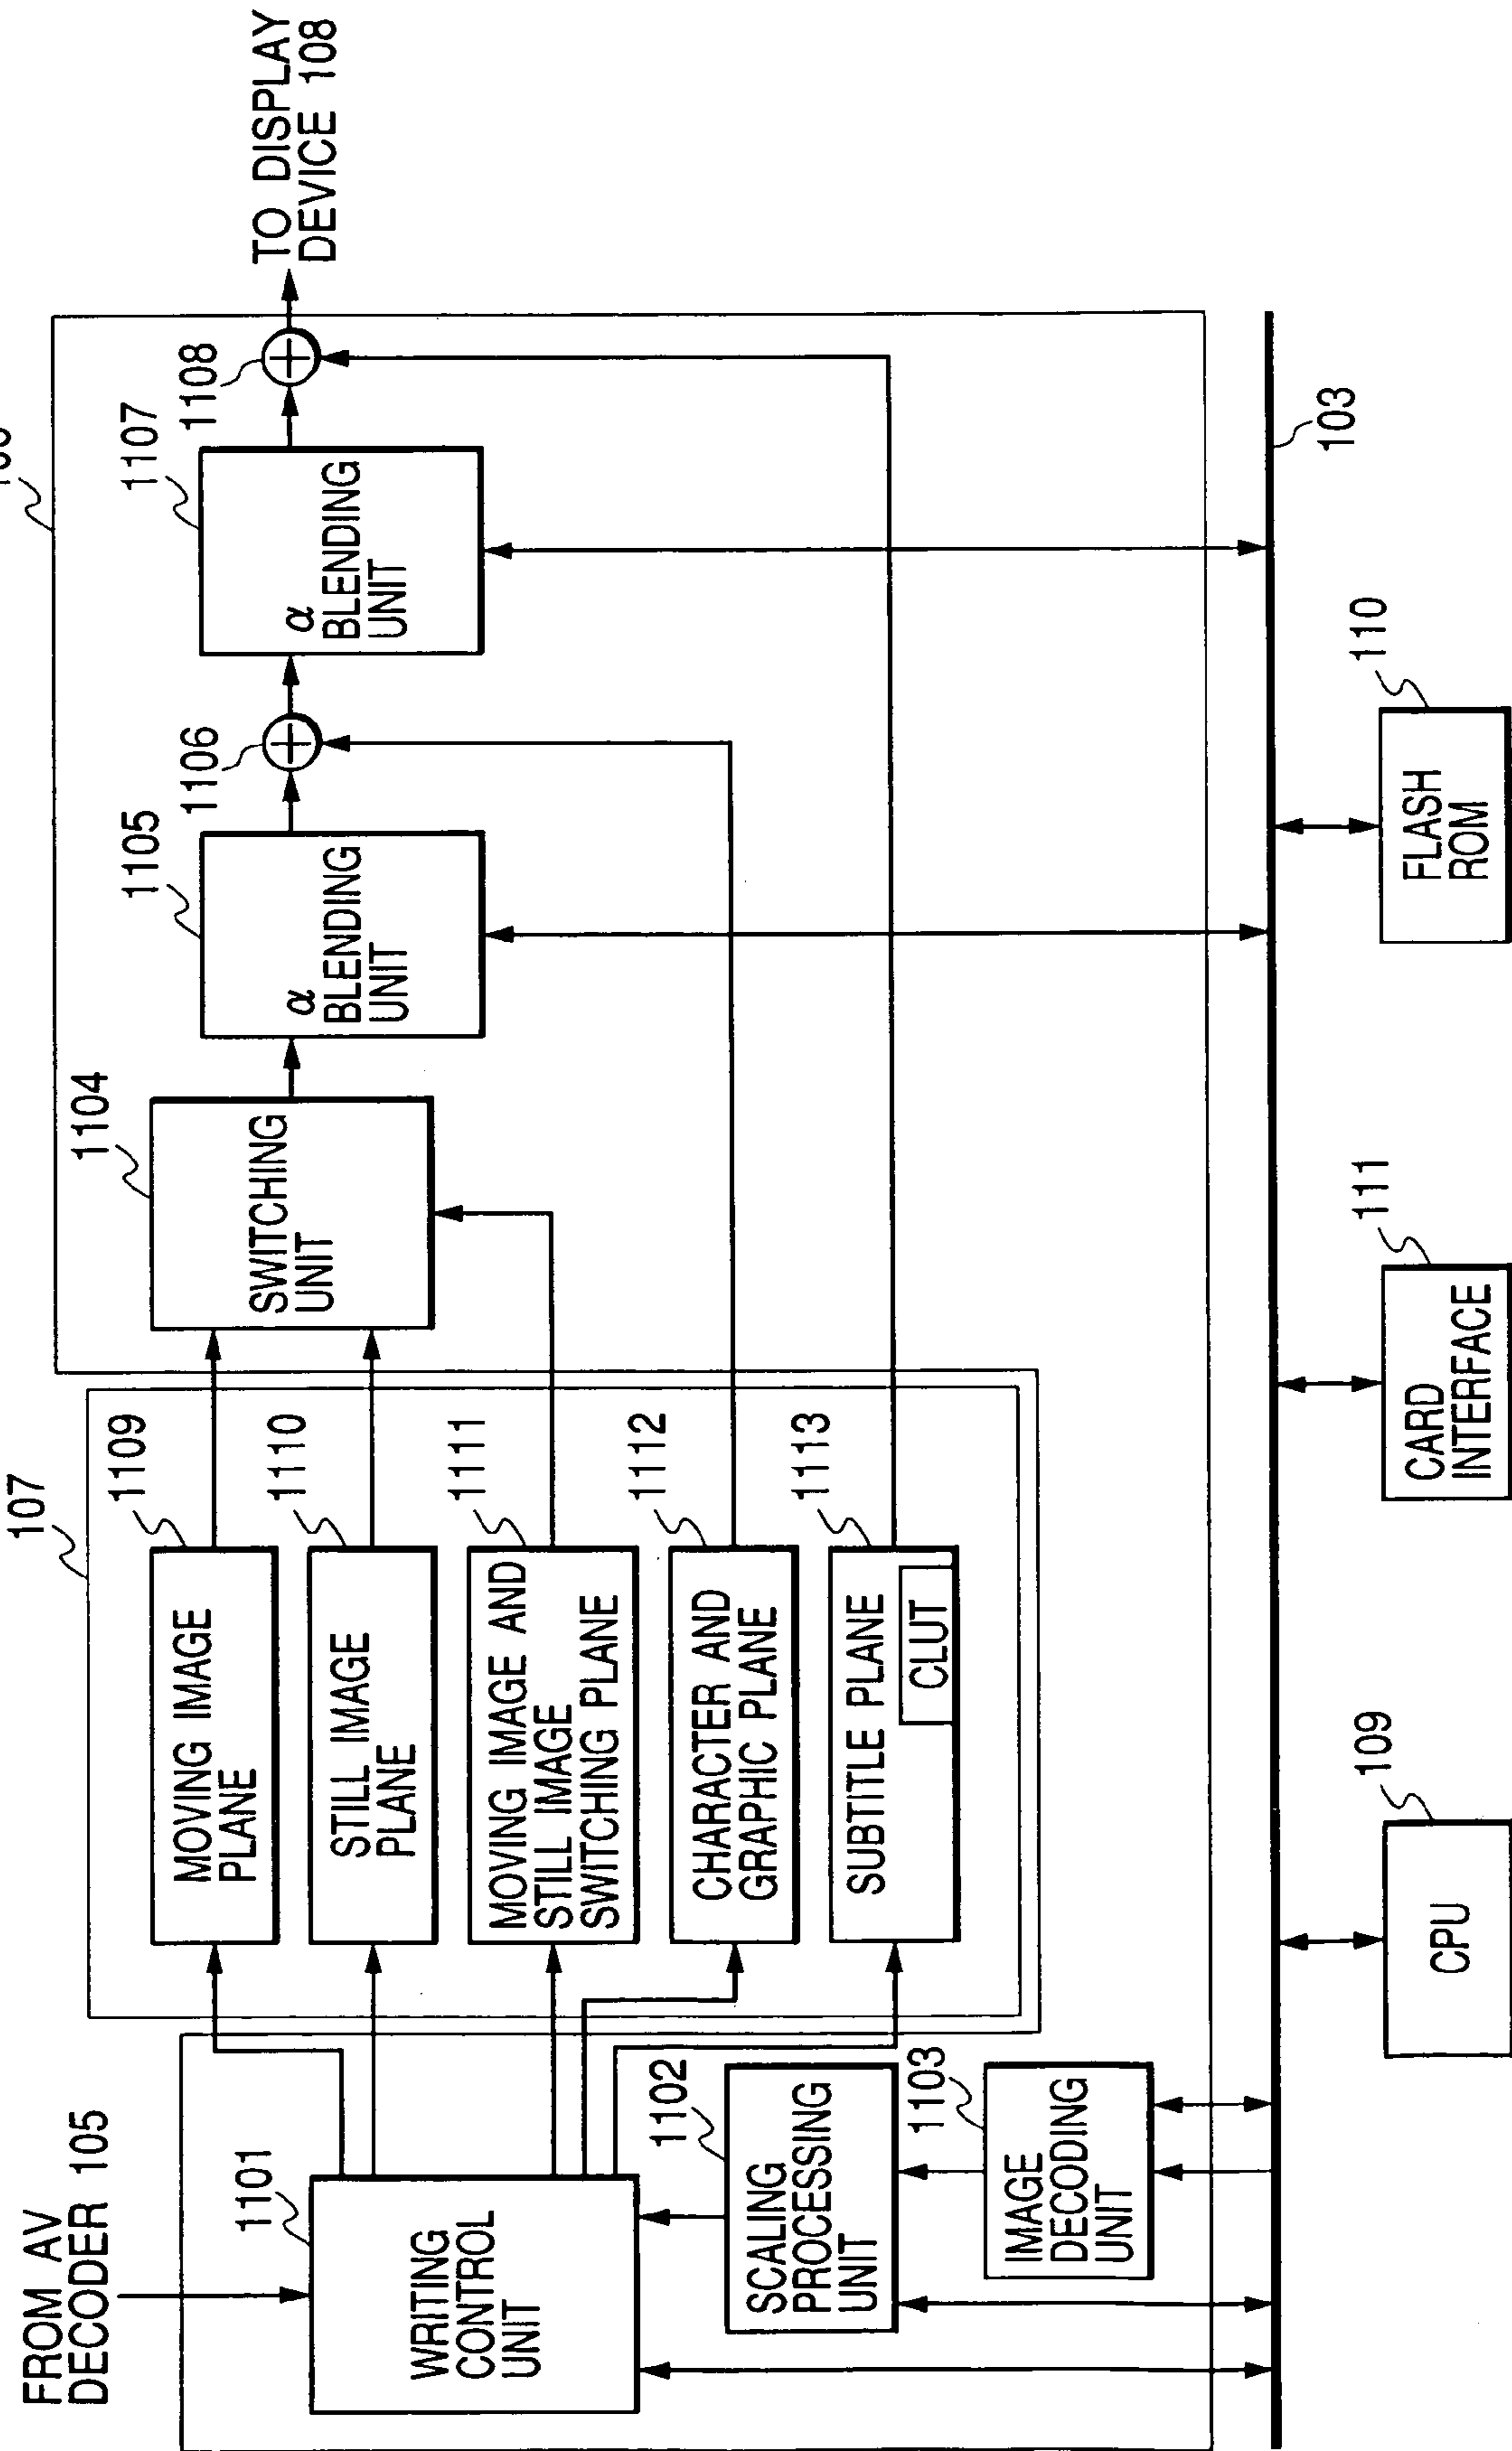 FROM AV
DECODER 105
1101
WRITING
CONTROL
UNIT
1102
SCALING
PROCESSING
UNIT
1103
IMAGE
DECODING
UNIT
107
1109
MOVING IMAGE
PLANE
1110
STILL IMAGE
PLANE
1111
MOVING IMAGE AND
STILL IMAGE
SWITCHING PLANE
1112
CHARACTER AND
GRAPHIC PLANE
1113
SUBTITLE PLANE
CLUT
1104
SWITCHING
UNIT
1105
α
BLENDING
UNIT
1106
+
1107
α
BLENDING
UNIT
1108
+
TO DISPLAY
DEVICE 108
103
CPU
109
CARD
INTERFACE
111
FLASH
ROM
110